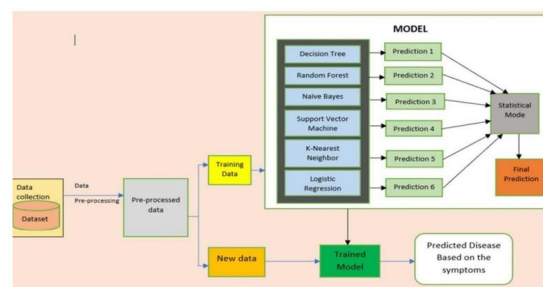 MODEL
Decision Tree
Random Forest
Naïve Bayes
Support Vector
Machine
K-Nearest
Neighbor
Logistic
Regression
Prediction 1
Prediction 2
Prediction 3
Prediction 4
Prediction 5
Prediction 6
Statistical
Mode
Final
Prediction
Data
collection
Dataset
Data
Pre-processing
Pre-processed
data
Training
Data
New data
Trained
Model
Predicted Disease
Based on the
symptoms